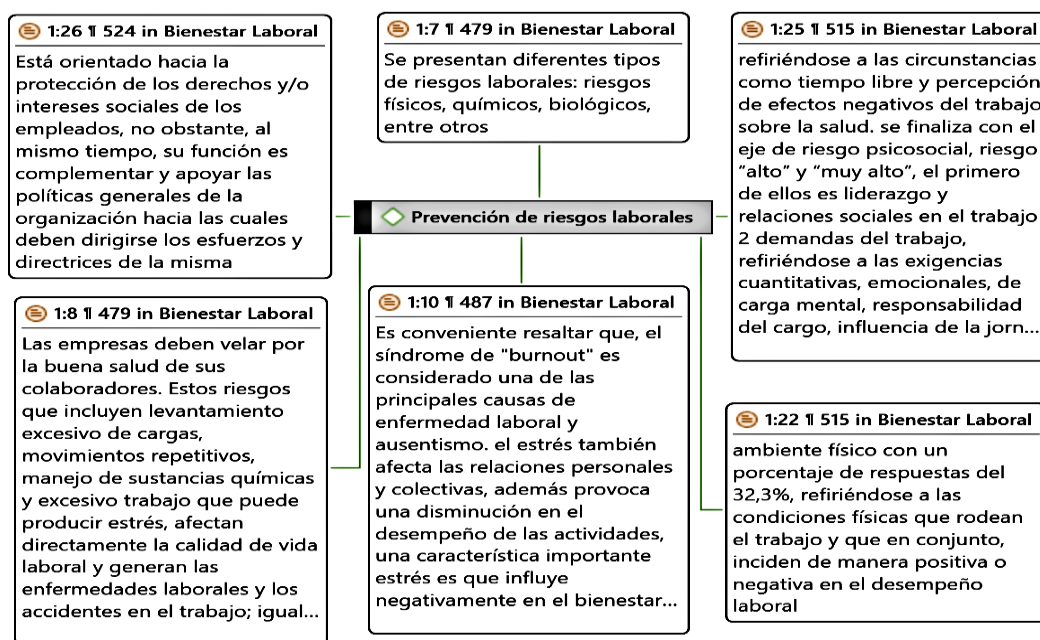 1:26 ¶ 524 in Bienestar Laboral
Está orientado hacia la
protección de los derechos y/o
intereses sociales de los
empleados, no obstante, al
mismo tiempo, su función es
complementar y apoyar las
políticas generales de la
organización hacia las cuales
deben dirigirse los esfuerzos y
directrices de la misma
1:7 ¶ 479 in Bienestar Laboral
Se presentan diferentes tipos
de riesgos laborales: riesgos
físicos, químicos, biológicos,
entre otros
1:25 ¶ 515 in Bienestar Laboral
refiriéndose a las circunstancias
como tiempo libre y percepción
de efectos negativos del trabajo
sobre la salud. se finaliza con el
eje de riesgo psicosocial, riesgo
“alto” y “muy alto”, el primero
de ellos es liderazgo y
relaciones sociales en el trabajo
2 demandas del trabajo,
refiriéndose a las exigencias
cuantitativas, emocionales, de
carga mental, responsabilidad
del cargo, influencia de la jorn...
Prevención de riesgos laborales
1:8 ¶ 479 in Bienestar Laboral
Las empresas deben velar por
la buena salud de sus
colaboradores. Estos riesgos
que incluyen levantamiento
excesivo de cargas,
movimientos repetitivos,
manejo de sustancias químicas
y excesivo trabajo que puede
producir estrés, afectan
directamente la calidad de vida
laboral y generan las
enfermedades laborales y los
accidentes en el trabajo; igual...
1:10 ¶ 487 in Bienestar Laboral
Es conveniente resaltar que, el
síndrome de "burnout" es
considerado una de las
principales causas de
enfermedad laboral y
ausentismo. el estrés también
afecta las relaciones personales
y colectivas, además provoca
una disminución en el
desempeño de las actividades,
una característica importante
estrés es que influye
negativamente en el bienestar...
1:22 ¶ 515 in Bienestar Laboral
ambiente físico con un
porcentaje de respuestas del
32,3%, refiriéndose a las
condiciones físicas que rodean
el trabajo y que en conjunto,
inciden de manera positiva o
negativa en el desempeño
laboral